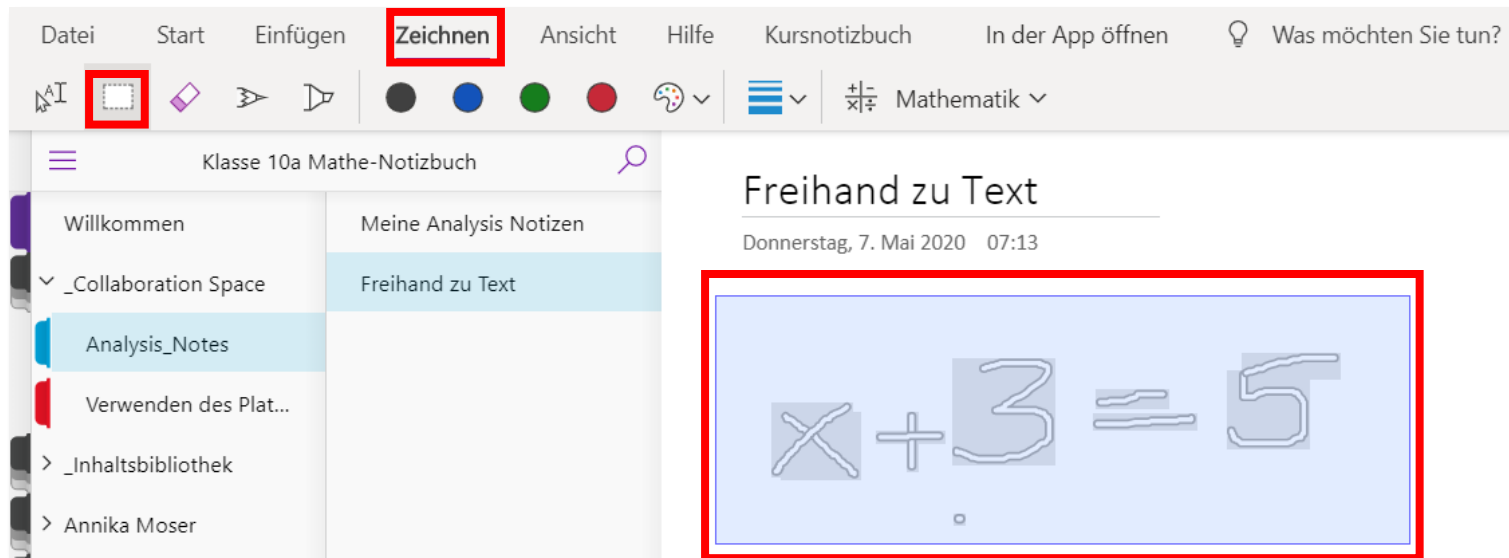 Datei Start Einfügen Zeichnen Ansicht Hilfe Kursnotizbuch In der App öffnen Was möchten Sie tun?
Mathematik
Klasse 10a Mathe-Notizbuch
Willkommen
_Collaboration Space
Analysis_Notes
Verwenden des Plat...
_Inhaltsbibliothek
Annika Moser
Meine Analysis Notizen
Freihand zu Text
Freihand zu Text
Donnerstag, 7. Mai 2020 07:13
x+3=5